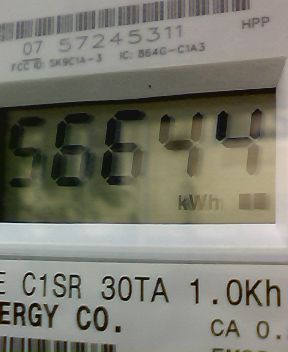 HPP
07 57245311
FCC ID: SK9C1A-3 IC: 864G-C1A3
56644
kWh
E C1SR 30TA 1.0Kh
ERGY CO.
CA 0.